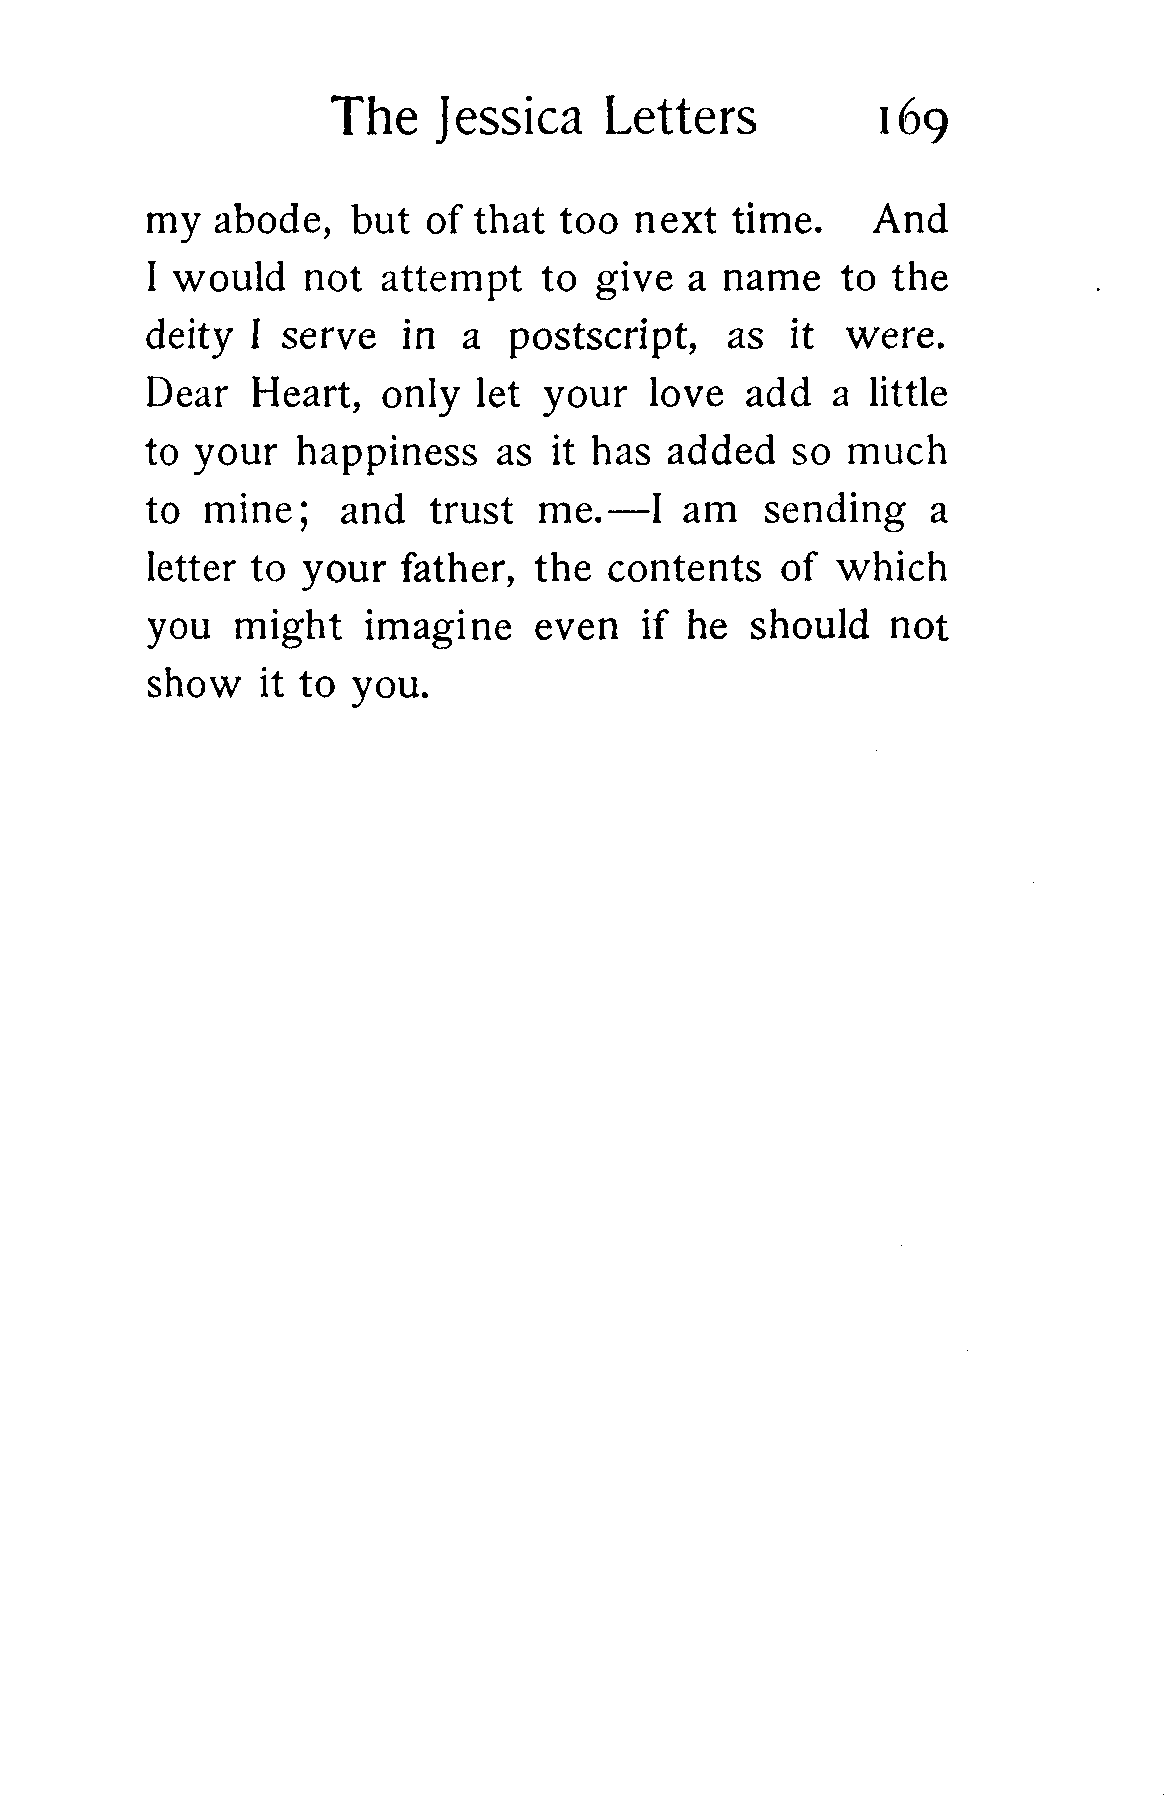 The Jessica Letters 169
my abode, but of that too next time. And
I would not attempt to give a name to the
deity I serve in a postscript, as it were.
Dear Heart, only let your love add a little
to your happiness as it has added so much
to mine; and trust me.—I am sending a
letter to your father, the contents of which
you might imagine even if he should not
show it to you.